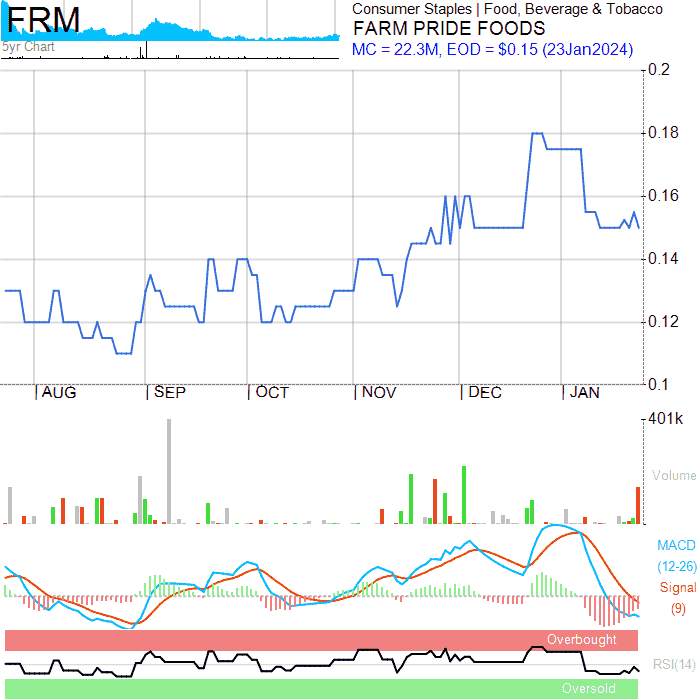 FRM
5yr Chart
Consumer Staples | Food, Beverage & Tobacco
FARM PRIDE FOODS
MC = 22.3M, EOD = $0.15 (23Jan2024)
0.2
0.18
0.16
0.14
0.12
0.1
AUG SEP OCT NOV DEC JAN
401k
Volume
MACD
(12-26)
Signal
(9)
Overbought
RSI(14)
Oversold